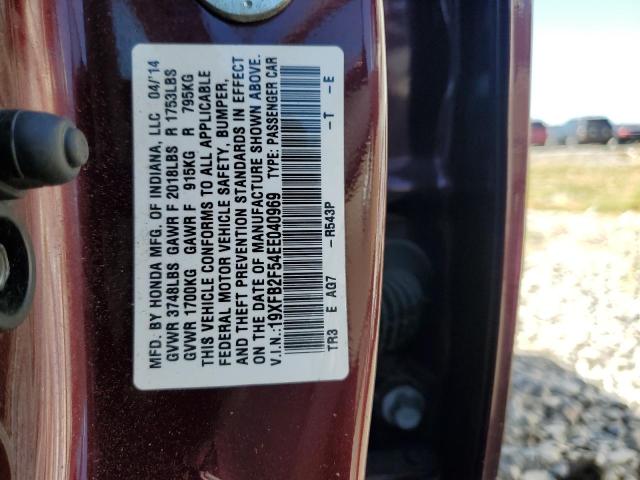 MFD. BY HONDA MFG. OF INDIANA, LLC 04/'14
GVWR 3748LBS GAWR F 2018LBS R 1753LBS
GVWR 1700KG GAWR F 915KG R 795KG
THIS VEHICLE CONFORMS TO ALL APPLICABLE
FEDERAL MOTOR VEHICLE SAFETY, BUMPER,
AND THEFT PREVENTION STANDARDS IN EFFECT
ON THE DATE OF MANUFACTURE SHOWN ABOVE.
V.I.N.:19XFB2F54EE040969 TYPE: PASSENGER CAR
TR3 E AG7 -R543P -T -E